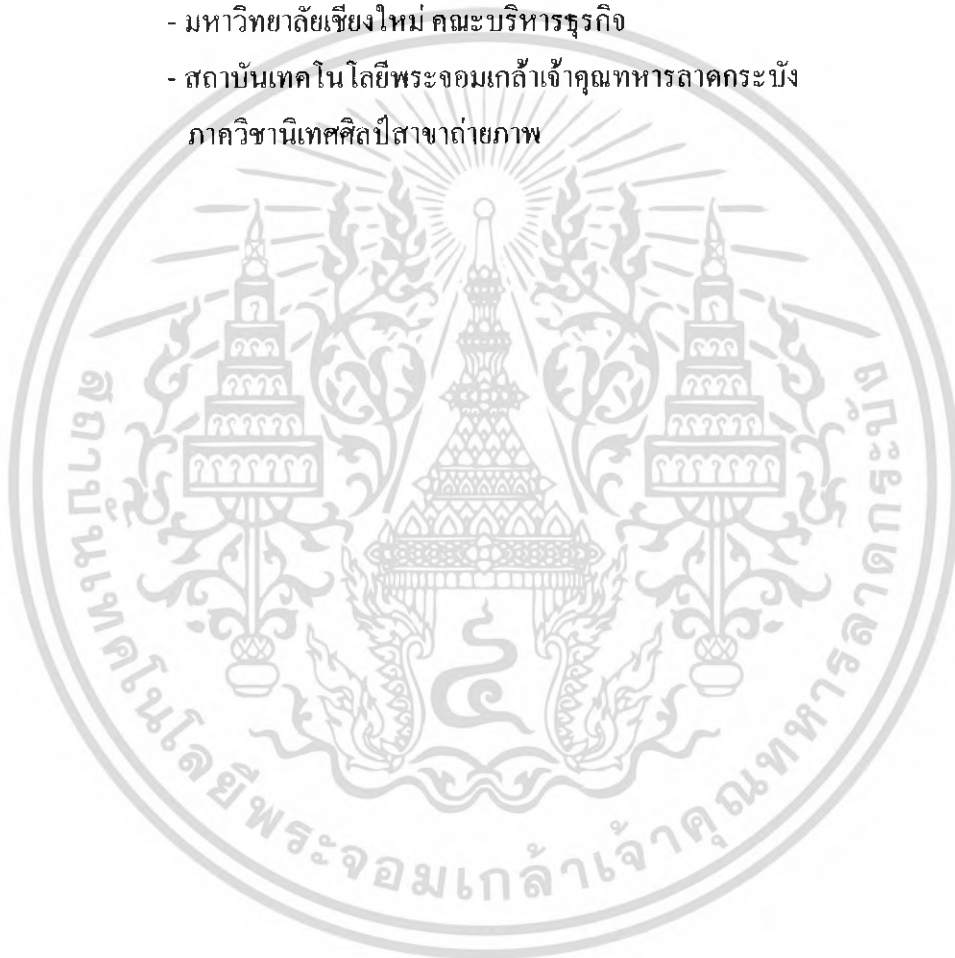 - มหาวิทยาลัยเชียงใหม่ คณะบริหารธุรกิจ
- สถาบันเทคโนโลยีพระจอมเกล้าเจ้าคุณทหารลาดกระบัง
ภาควิชานิเทศศิลป์สาขาถ่ายภาพ
สถาบันเทคโนโลยีพระจอมเกล้าเจ้าคุณทหารลาดกระบัง
๔